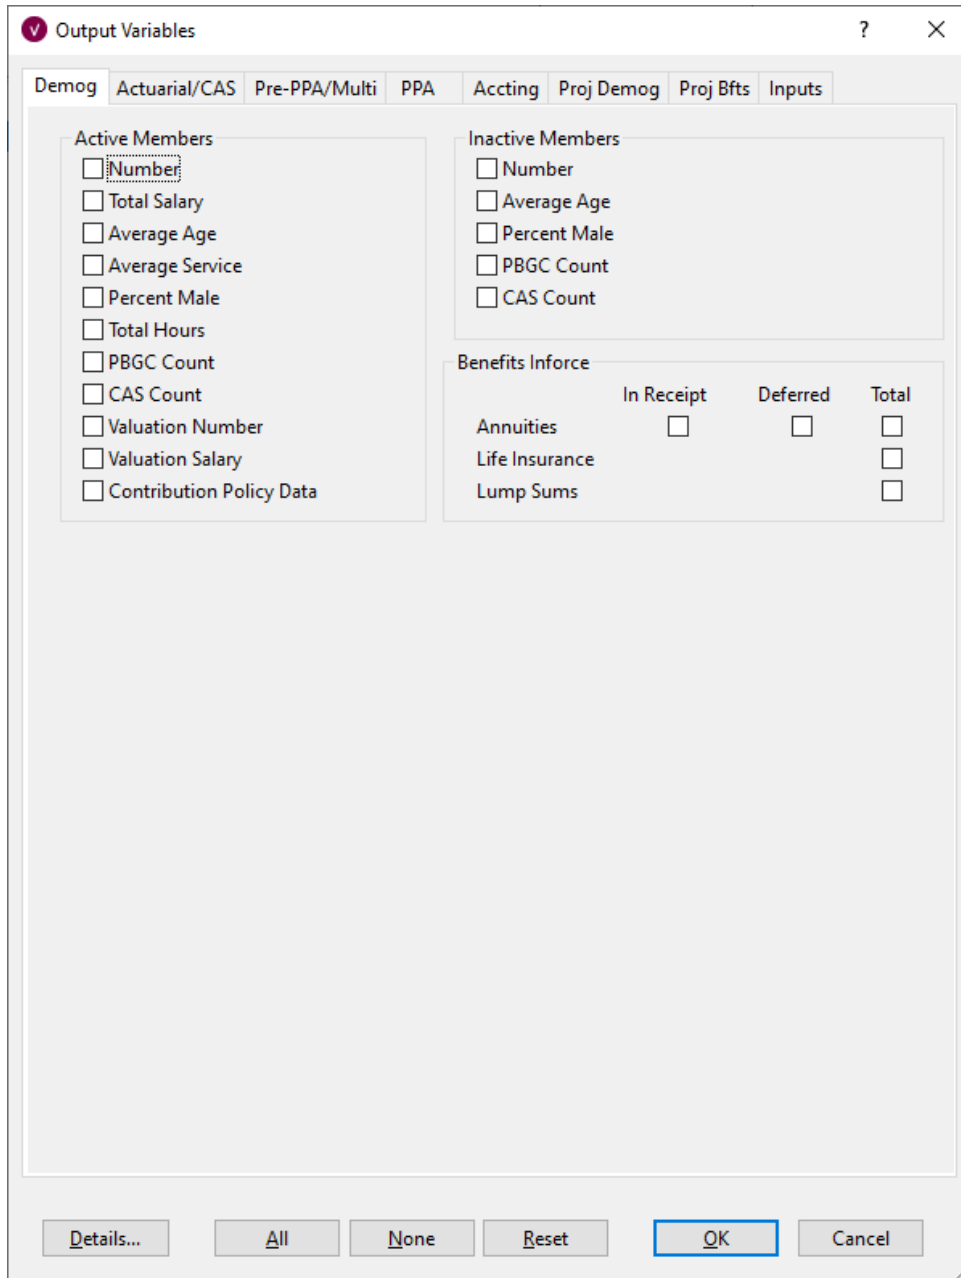 V Output Variables ? ×
Demog Actuarial/CAS Pre-PPA/Multi PPA Accting Proj Demog Proj Bfts Inputs
Active Members
Number
Total Salary
Average Age
Average Service
Percent Male
Total Hours
PBGC Count
CAS Count
Valuation Number
Valuation Salary
Contribution Policy Data
Inactive Members
Number
Average Age
Percent Male
PBGC Count
CAS Count
Benefits Inforce
In Receipt Deferred Total
Annuities
Life Insurance
Lump Sums
Details... All None Reset OK Cancel